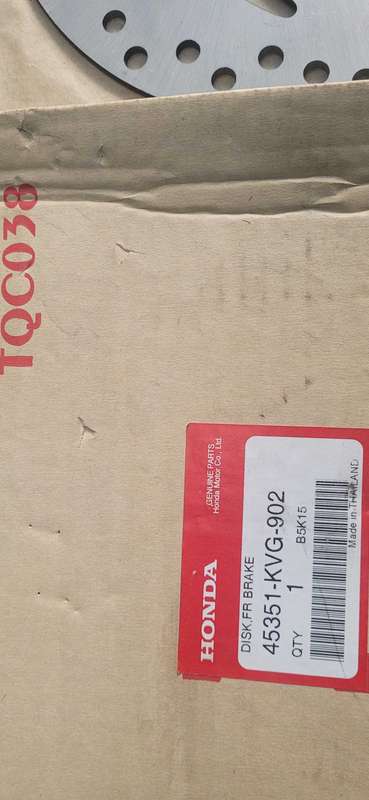 TQC038
HONDA
GENUINE PARTS
Honda Motor Co., Ltd.
DISK,FR BRAKE
45351-KVG-902
QTY 1
B5K15
Made in THAILAND